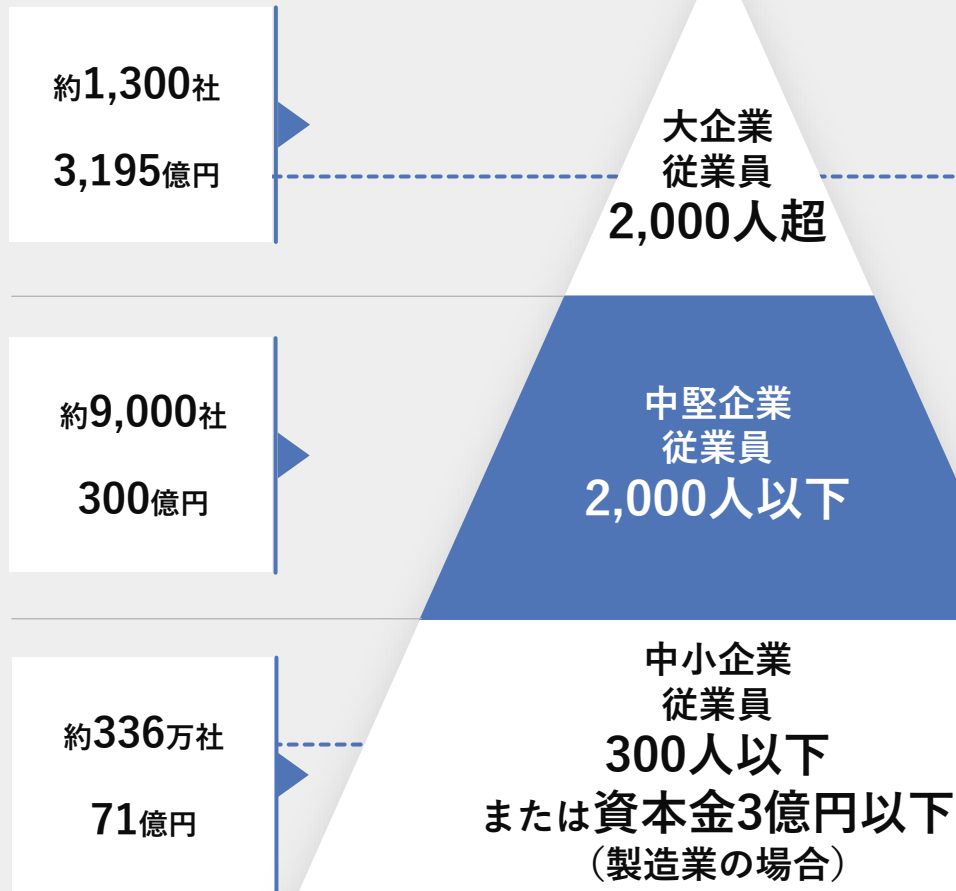 約1,300社
3,195億円
大企業
従業員
2,000人超
約9,000社
300億円
中堅企業
従業員
2,000人以下
約336万社
71億円
中小企業
従業員
300人以下
または資本金3億円以下
（製造業の場合）